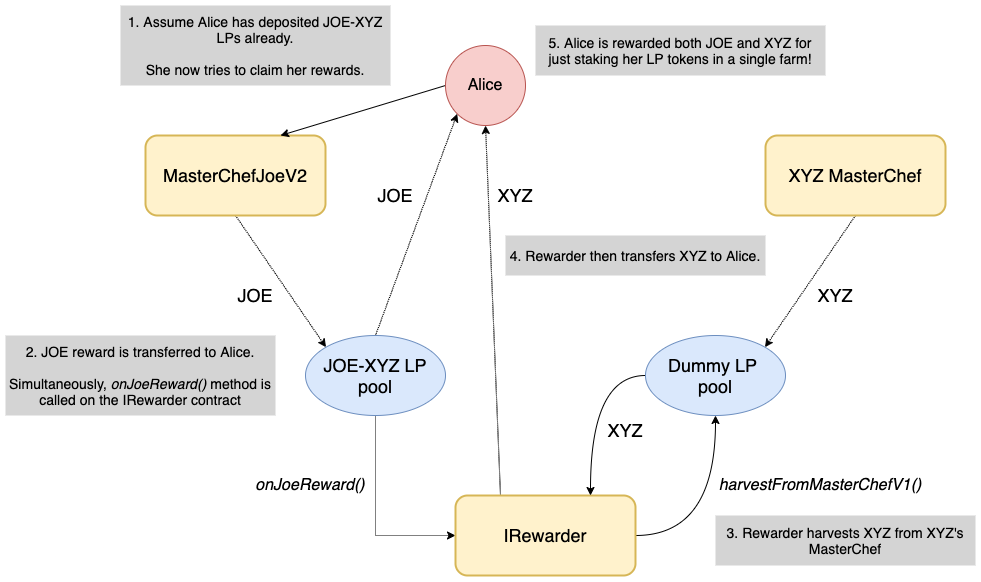 1. Assume Alice has deposited JOE-XYZ
LPs already.
She now tries to claim her rewards.
5. Alice is rewarded both JOE and XYZ for
just staking her LP tokens in a single farm!
Alice
MasterChefJoeV2
XYZ MasterChef
JOE
XYZ
4. Rewarder then transfers XYZ to Alice.
JOE
XYZ
2. JOE reward is transferred to Alice.
Simultaneously, onJoeReward() method is
called on the IRewarder contract
JOE-XYZ LP
pool
Dummy LP
pool
XYZ
onJoeReward()
harvestFromMasterChefV1()
IRewarder
3. Rewarder harvests XYZ from XYZ's
MasterChef